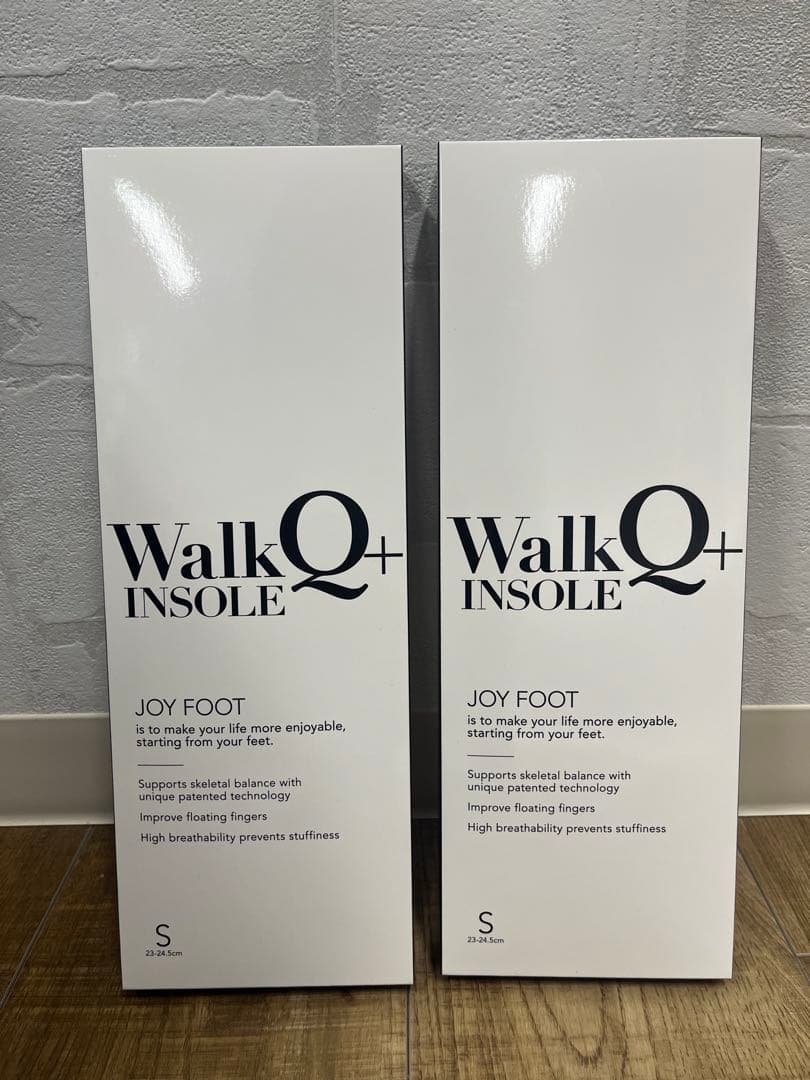 WalkQ+
INSOLE
JOY FOOT
is to make your life more enjoyable,
starting from your feet.
Supports skeletal balance with
unique patented technology
Improve floating fingers
High breathability prevents stuffiness
S
23-24.5cm
WalkQ+
INSOLE
JOY FOOT
is to make your life more enjoyable,
starting from your feet.
Supports skeletal balance with
unique patented technology
Improve floating fingers
High breathability prevents stuffiness
S
23-24.5cm